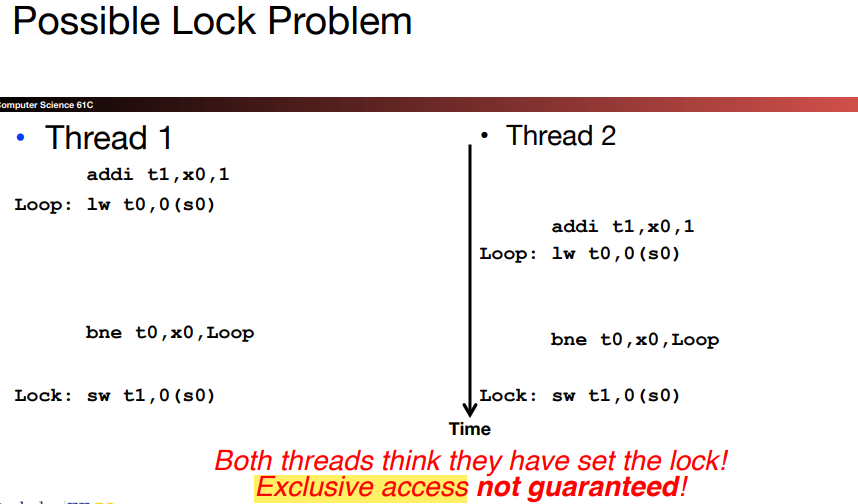 Possible Lock Problem
Computer Science 61C
• Thread 1
addi t1,x0,1
Loop: lw t0,0(s0)
bne t0,x0,Loop
Lock: sw t1,0(s0)
• Thread 2
addi t1,x0,1
Loop: lw t0,0(s0)
bne t0,x0,Loop
Lock: sw t1,0(s0)
Time
Both threads think they have set the lock!
Exclusive access not guaranteed!